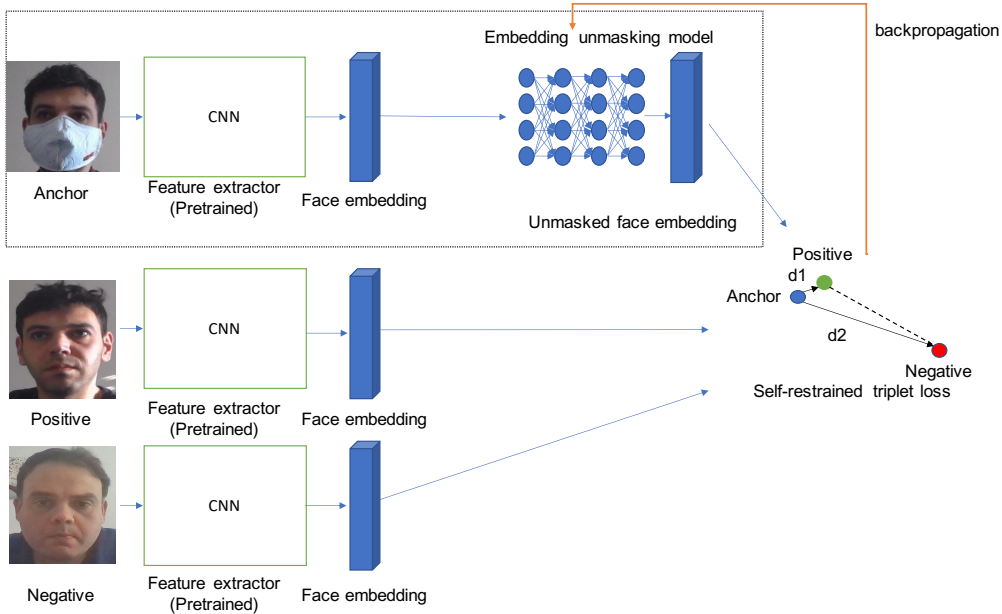 backpropagation
Embedding unmasking model
CNN
Anchor
Feature extractor
(Pretrained)
Face embedding
Unmasked face embedding
Positive
d1
Anchor
d2
Negative
Self-restrained triplet loss
CNN
Positive
Feature extractor
(Pretrained)
Face embedding
CNN
Negative
Feature extractor
(Pretrained)
Face embedding